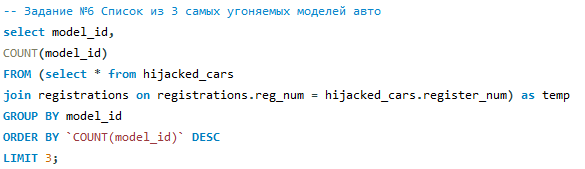 -- Задание №6 Список из 3 самых угоняемых моделей авто
select model_id,
COUNT(model_id)
FROM (select * from hijacked_cars
join registrations on registrations.reg_num = hijacked_cars.register_num) as temp
GROUP BY model_id
ORDER BY `COUNT(model_id)` DESC
LIMIT 3;